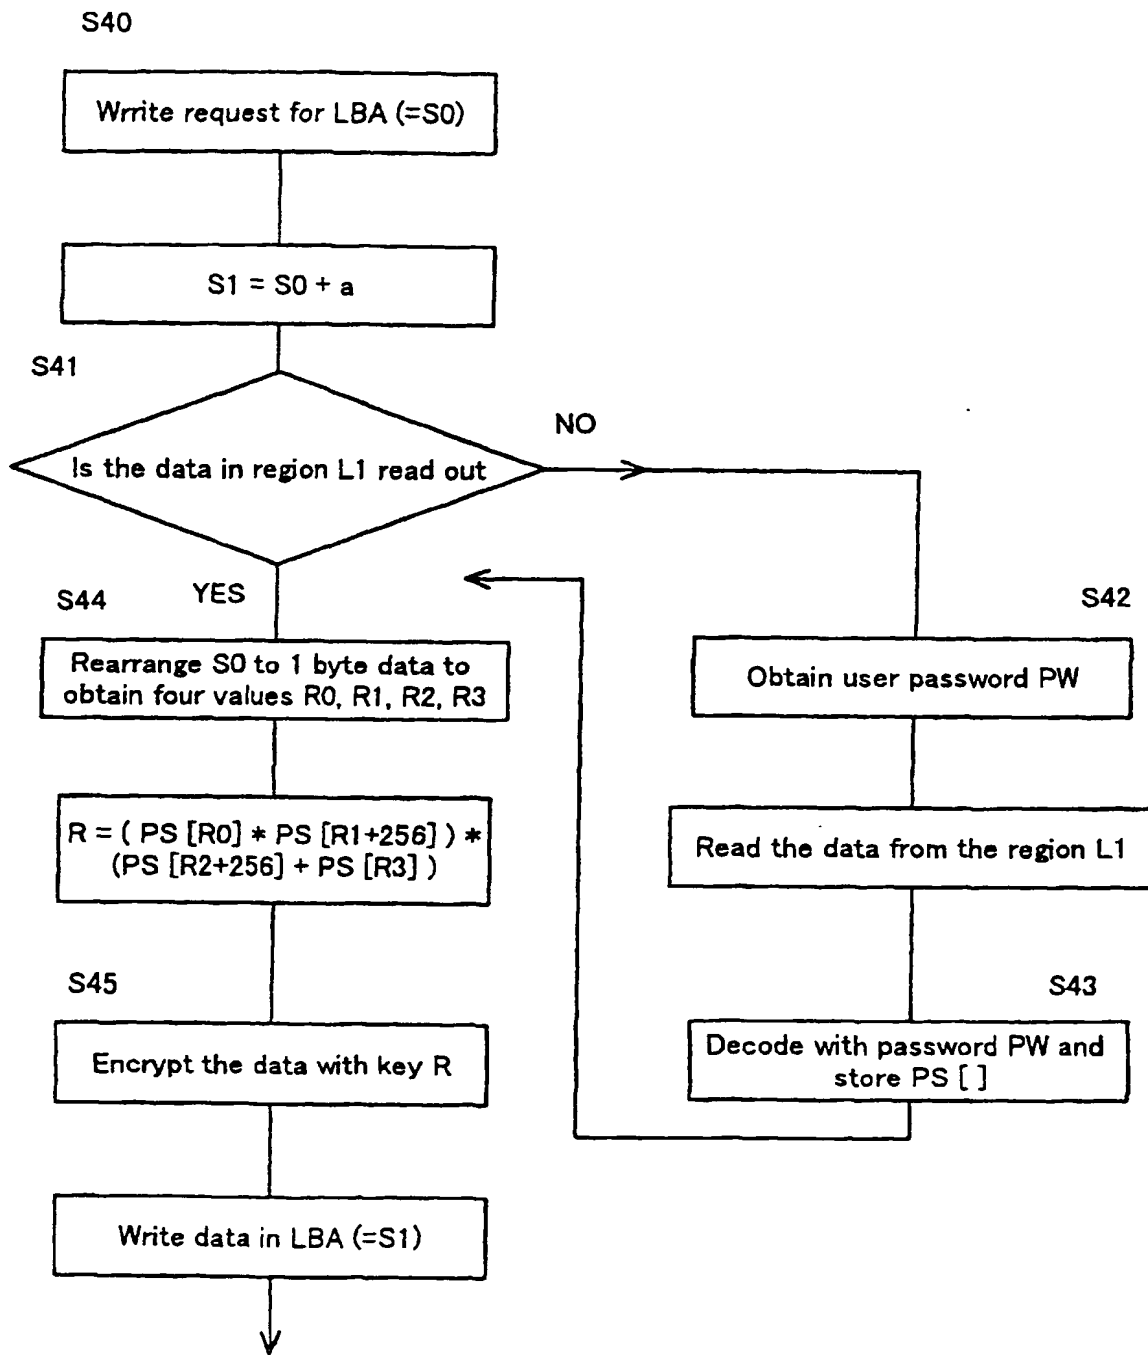 S40
Wrrite request for LBA (=S0)
S1 = S0 + a
S41
Is the data in region L1 read out
NO
YES
S44
Rearrange S0 to 1 byte data to
obtain four values R0, R1, R2, R3
R = ( PS [R0] * PS [R1+256] ) *
(PS [R2+256] + PS [R3] )
S45
Encrypt the data with key R
Write data in LBA (=S1)
S42
Obtain user password PW
Read the data from the region L1
S43
Decode with password PW and
store PS [ ]